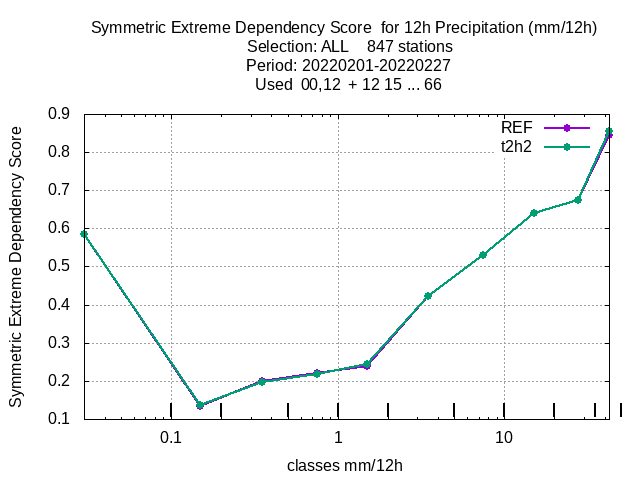 Symmetric Extreme Dependency Score  for 12h Precipitation (mm/12h)
Selection: ALL    847 stations
Period: 20220201-20220227
Used  00,12  + 12 15 ... 66
REF
t2h2
0.9
0.8
0.7
0.6
0.5
0.4
0.3
0.2
0.1
Symmetric Extreme Dependency Score
0.1 1 10
classes mm/12h